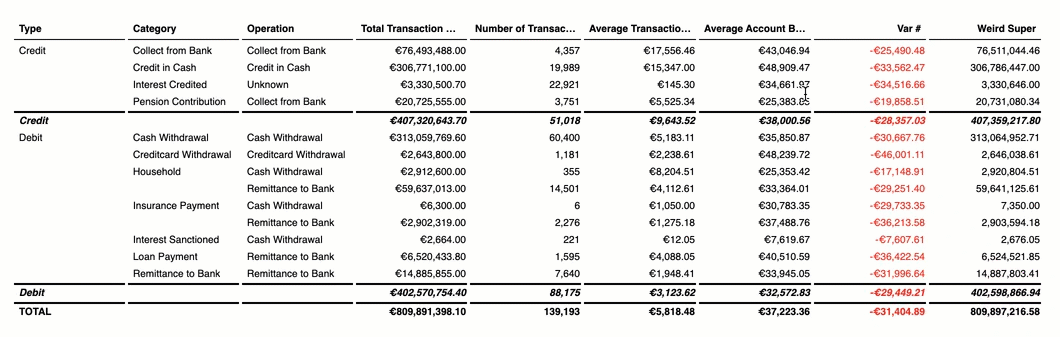 Type Category Operation Total Transaction ... Number of Transac... Average Transactio... Average Account B... Var # Weird Super
Credit Collect from Bank Collect from Bank €76,493,488.00 4,357 €17,556.46 €43,046.94 -€25,490.48 76,511,044.46
Credit in Cash Credit in Cash €306,771,100.00 19,989 €15,347.00 €48,909.47 -€33,562.47 306,786,447.00
Interest Credited Unknown €3,330,500.70 22,921 €145.30 €34,661.97 -€34,516.66 3,330,646.00
Pension Contribution Collect from Bank €20,725,555.00 3,751 €5,525.34 €25,383.85 -€19,858.51 20,731,080.34
Credit €407,320,643.70 51,018 €9,643.52 €38,000.56 -€28,357.03 407,359,217.80
Debit Cash Withdrawal Cash Withdrawal €313,059,769.60 60,400 €5,183.11 €35,850.87 -€30,667.76 313,064,952.71
Creditcard Withdrawal Creditcard Withdrawal €2,643,800.00 1,181 €2,238.61 €48,239.72 -€46,001.11 2,646,038.61
Household Cash Withdrawal €2,912,600.00 355 €8,204.51 €25,353.42 -€17,148.91 2,920,804.51
Remittance to Bank €59,637,013.00 14,501 €4,112.61 €33,364.01 -€29,251.40 59,641,125.61
Insurance Payment Cash Withdrawal €6,300.00 6 €1,050.00 €30,783.35 -€29,733.35 7,350.00
Remittance to Bank €2,902,319.00 2,276 €1,275.18 €37,488.76 -€36,213.58 2,903,594.18
Interest Sanctioned Cash Withdrawal €2,664.00 221 €12.05 €7,619.67 -€7,607.61 2,676.05
Loan Payment Remittance to Bank €6,520,433.80 1,595 €4,088.05 €40,510.59 -€36,422.54 6,524,521.85
Remittance to Bank Remittance to Bank €14,885,855.00 7,640 €1,948.41 €33,945.05 -€31,996.64 14,887,803.41
Debit €402,570,754.40 88,175 €3,123.62 €32,572.83 -€29,449.21 402,598,866.94
TOTAL €809,891,398.10 139,193 €5,818.48 €37,223.36 -€31,404.89 809,897,216.58